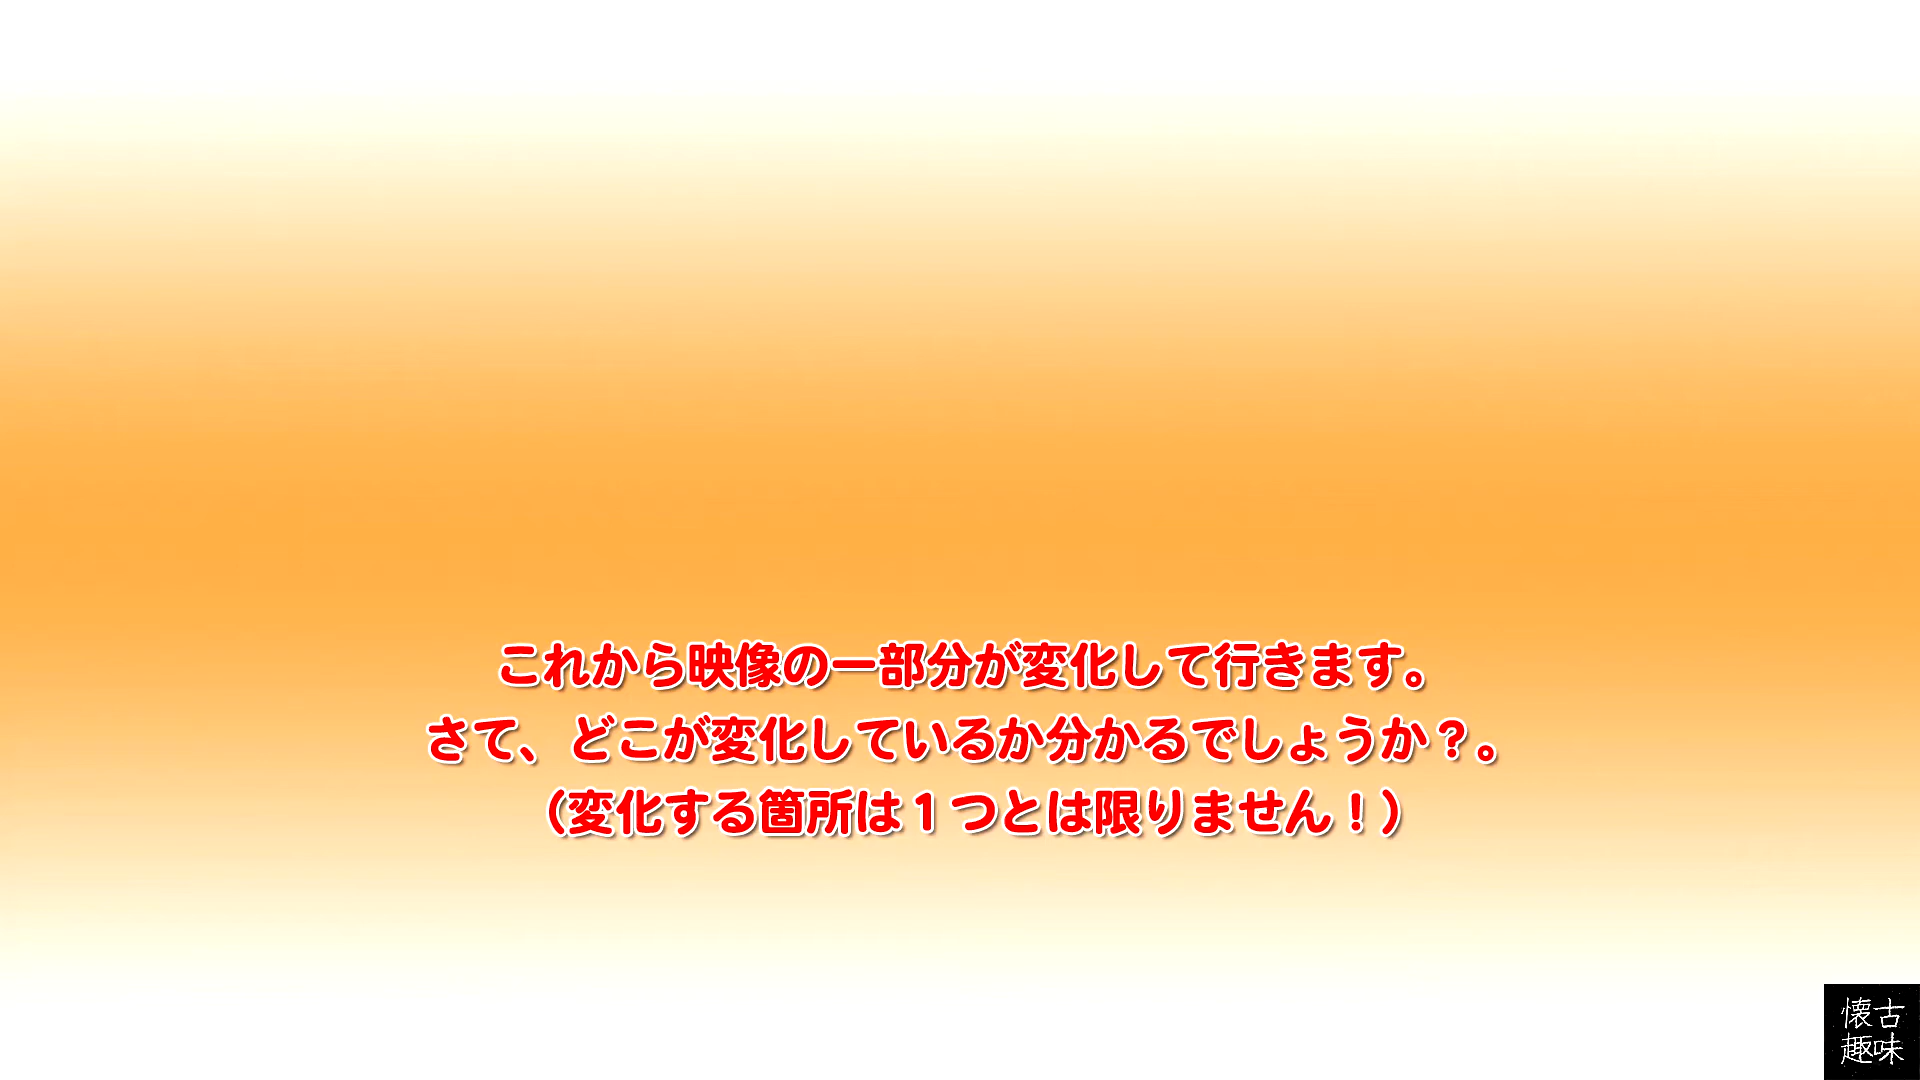 これから映像の一部分が変化して行きます。
さて、どこが変化しているか分かるでしょうか？。
（変化する箇所は１つとは限りません！）
懐古
趣味